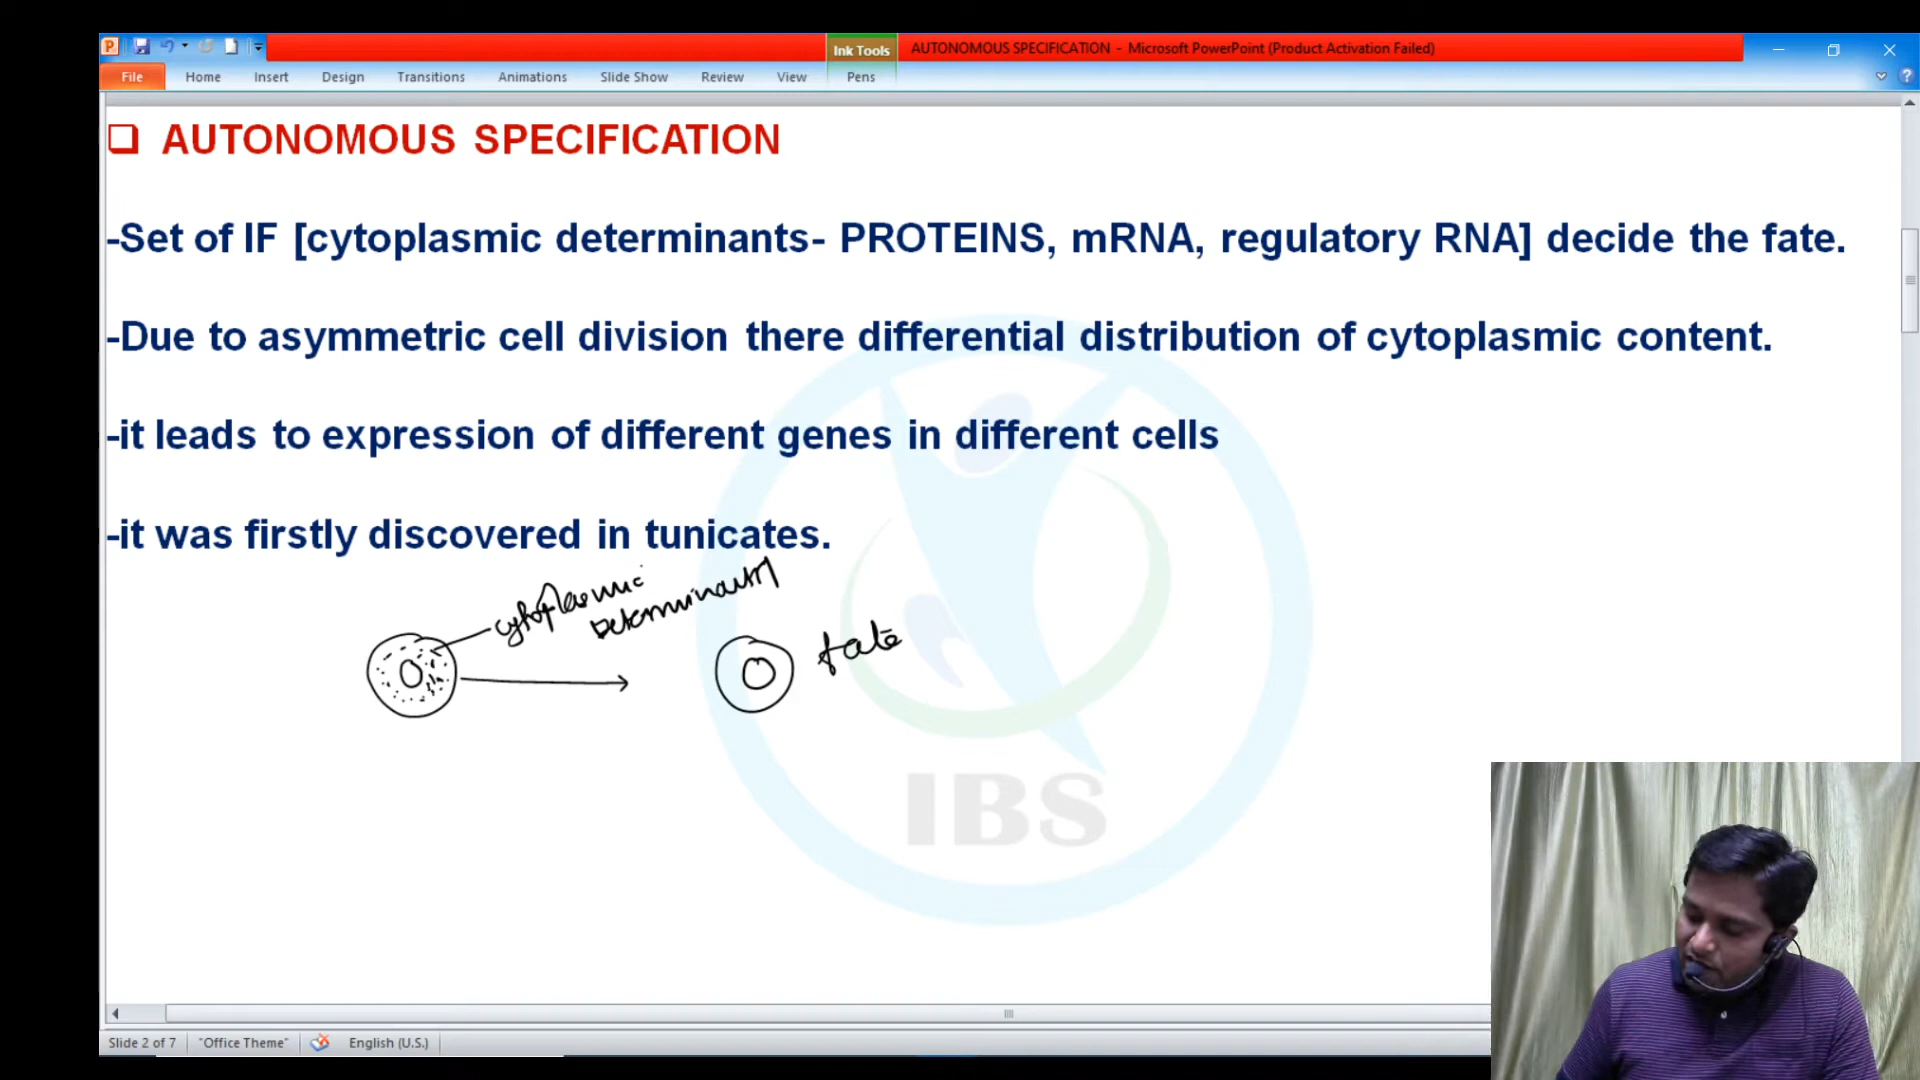 Ink Tools
AUTONOMOUS SPECIFICATION - Microsoft PowerPoint (Product Activation Failed)
File Home Insert Design Transitions Animations Slide Show Review View Pens
AUTONOMOUS SPECIFICATION
-Set of IF [cytoplasmic determinants- PROTEINS, mRNA, regulatory RNA] decide the fate.
-Due to asymmetric cell division there differential distribution of cytoplasmic content.
-it leads to expression of different genes in different cells
-it was firstly discovered in tunicates.
cytoplasmic
Determinants
fate
IBS
Slide 2 of 7 "Office Theme" English (U.S.)